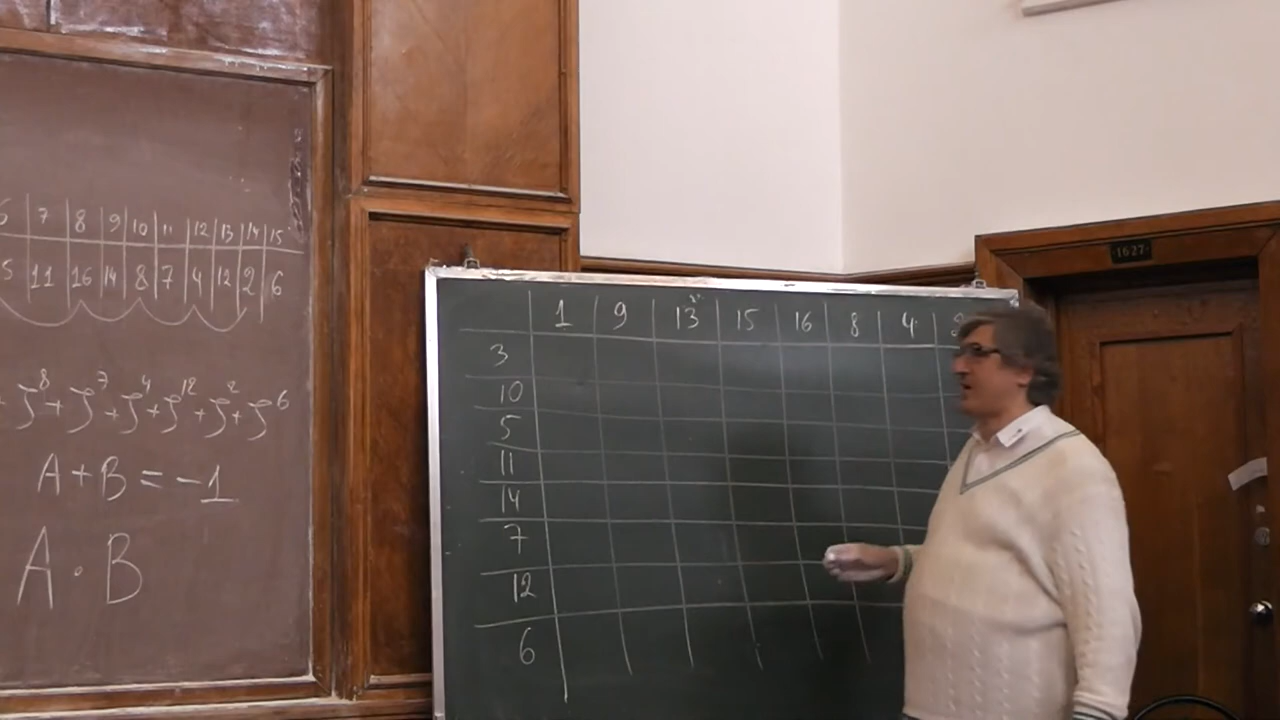 7 8 9 10 11 12 13 14 15
5 11 16 14 8 7 4 12 2 6
ζ^8 + ζ^7 + ζ^4 + ζ^12 + ζ^2 + ζ^6
A + B = -1
A · B
1 9 13 15 16 8 4
3
10
5
11
14
7
12
6
1627